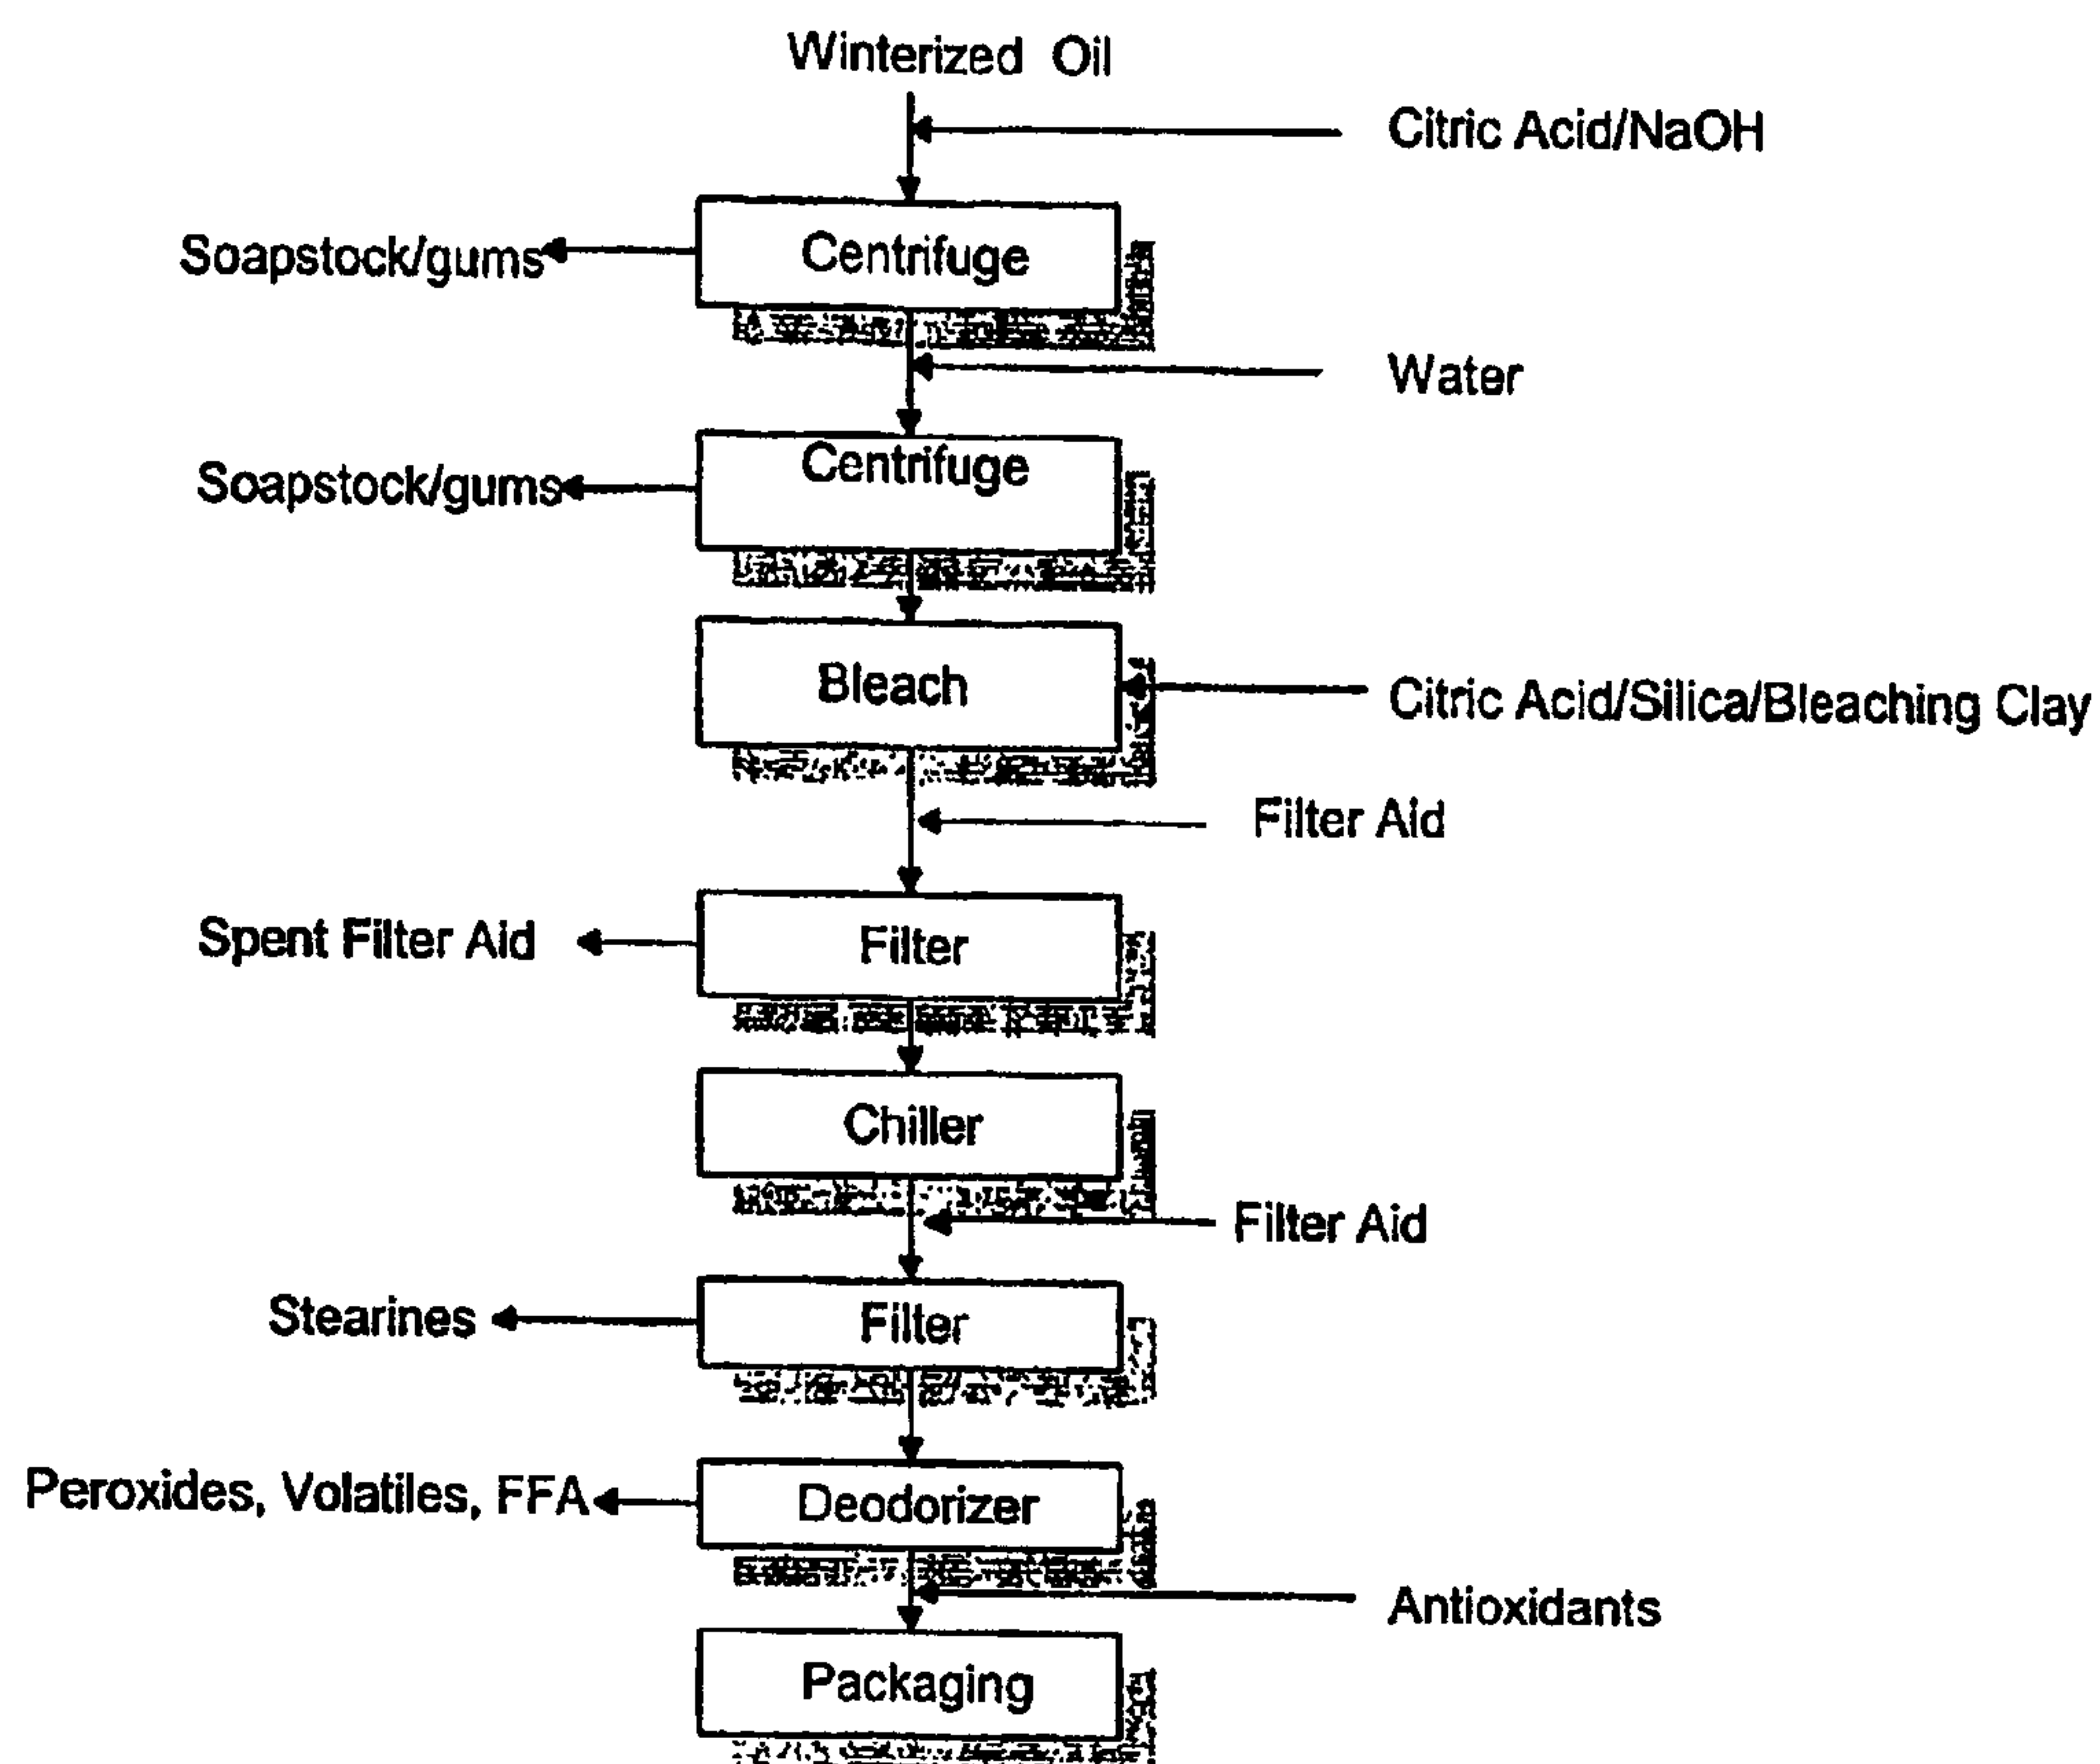 Winterized Oil
Citric Acid/NaOH
Centrifuge
Soapstock/gums
Water
Centrifuge
Soapstock/gums
Bleach
Citric Acid/Silica/Bleaching Clay
Filter Aid
Spent Filter Aid
Filter
Chiller
Filter Aid
Stearines
Filter
Peroxides, Volatiles, FFA
Deodorizer
Antioxidants
Packaging